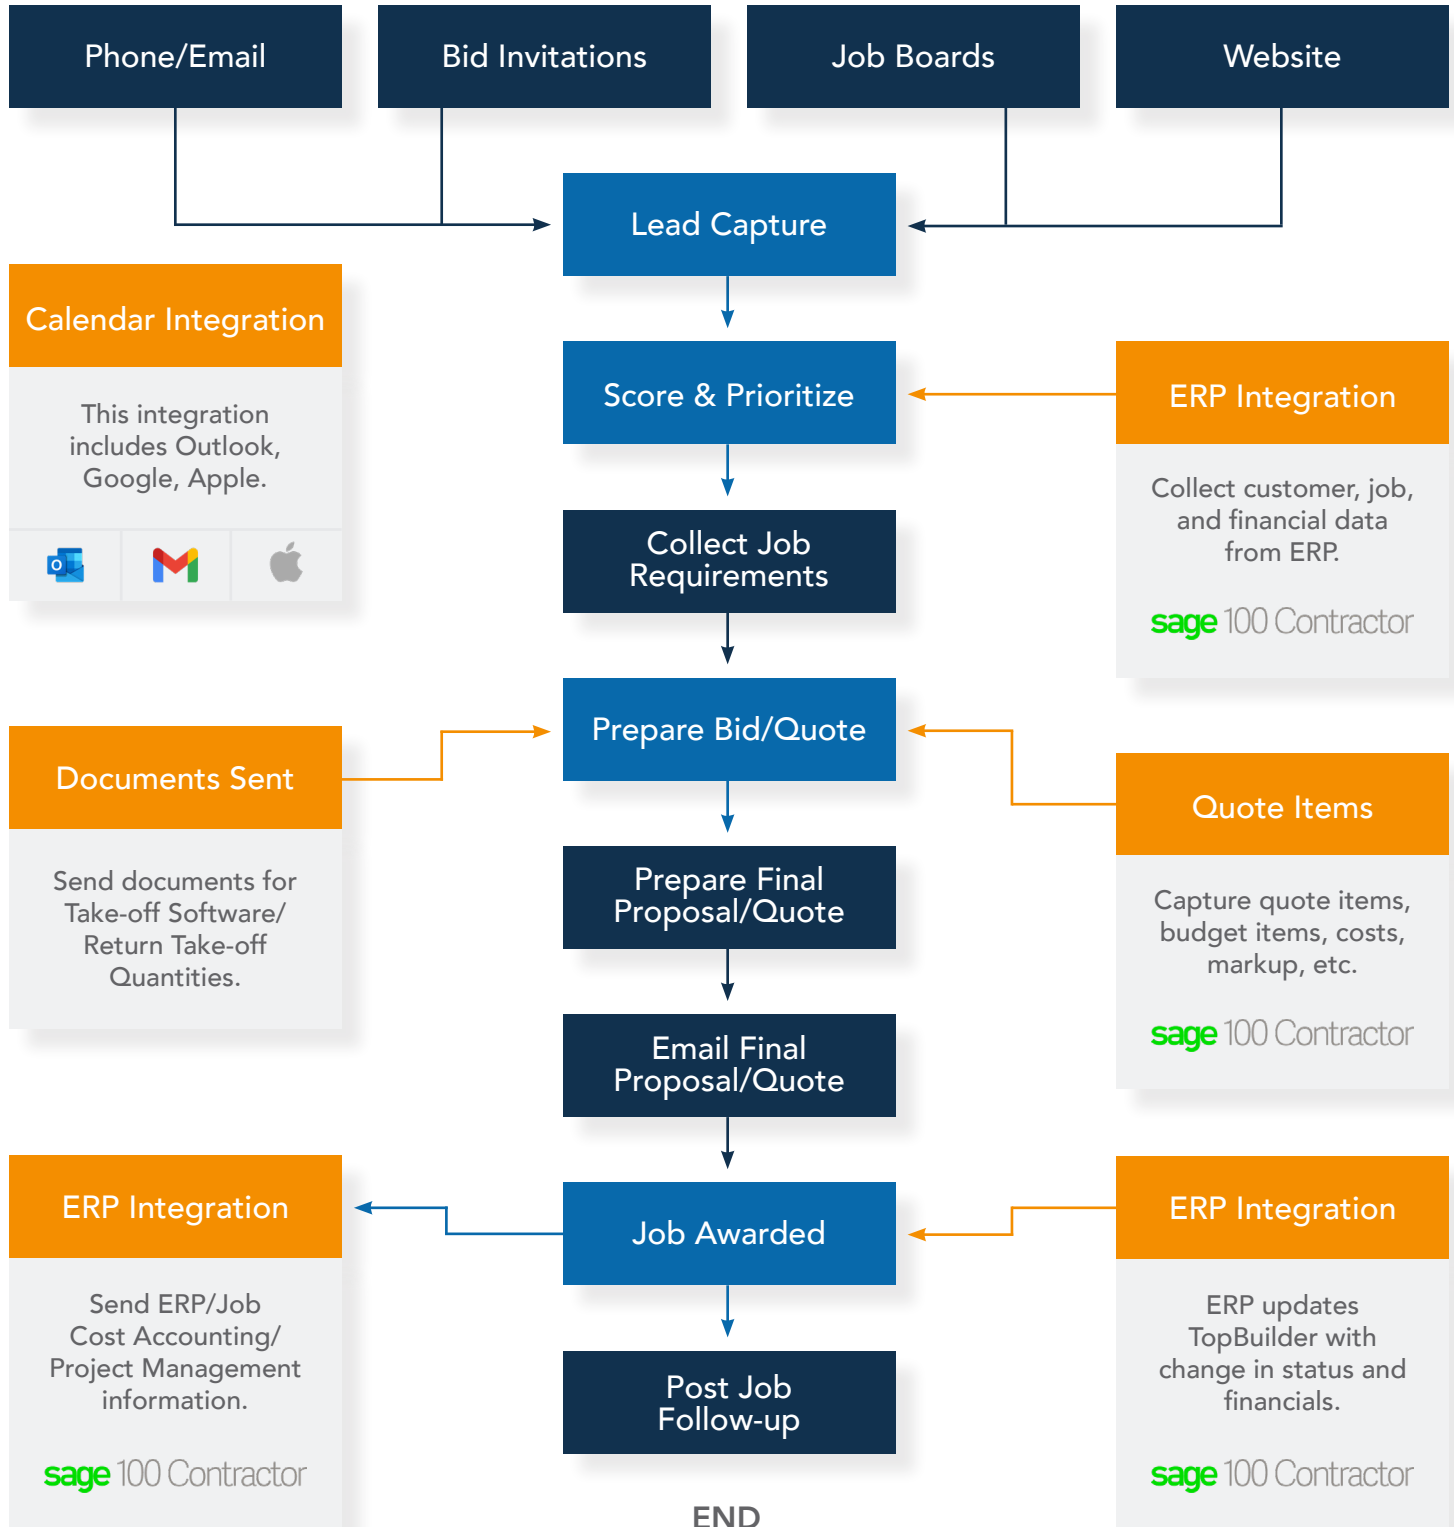 Phone/Email
Bid Invitations
Job Boards
Website
Lead Capture
Calendar Integration
This integration
includes Outlook,
Google, Apple.
Score & Prioritize
ERP Integration
Collect customer, job,
and financial data
from ERP.
sage 100 Contractor
Collect Job
Requirements
Prepare Bid/Quote
Documents Sent
Send documents for
Take-off Software/
Return Take-off
Quantities.
Quote Items
Capture quote items,
budget items, costs,
markup, etc.
sage 100 Contractor
Prepare Final
Proposal/Quote
Email Final
Proposal/Quote
ERP Integration
Send ERP/Job
Cost Accounting/
Project Management
information.
sage 100 Contractor
Job Awarded
ERP Integration
ERP updates
TopBuilder with
change in status and
financials.
sage 100 Contractor
Post Job
Follow-up
END